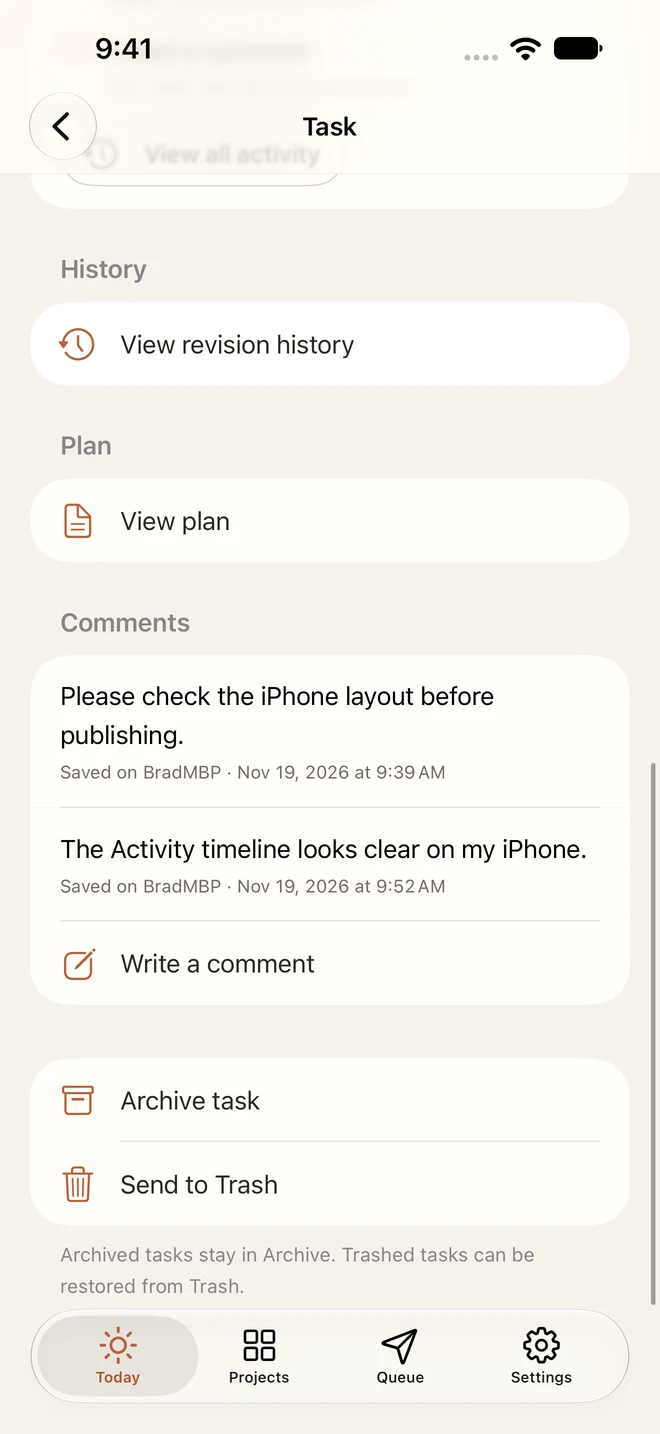 9:41
Task
View all activity
History
View revision history
Plan
View plan
Comments
Please check the iPhone layout before
publishing.
Saved on BradMBP · Nov 19, 2026 at 9:39 AM
The Activity timeline looks clear on my iPhone.
Saved on BradMBP · Nov 19, 2026 at 9:52 AM
Write a comment
Archive task
Send to Trash
Archived tasks stay in Archive. Trashed tasks can be
restored from Trash.
Today
Projects
Queue
Settings